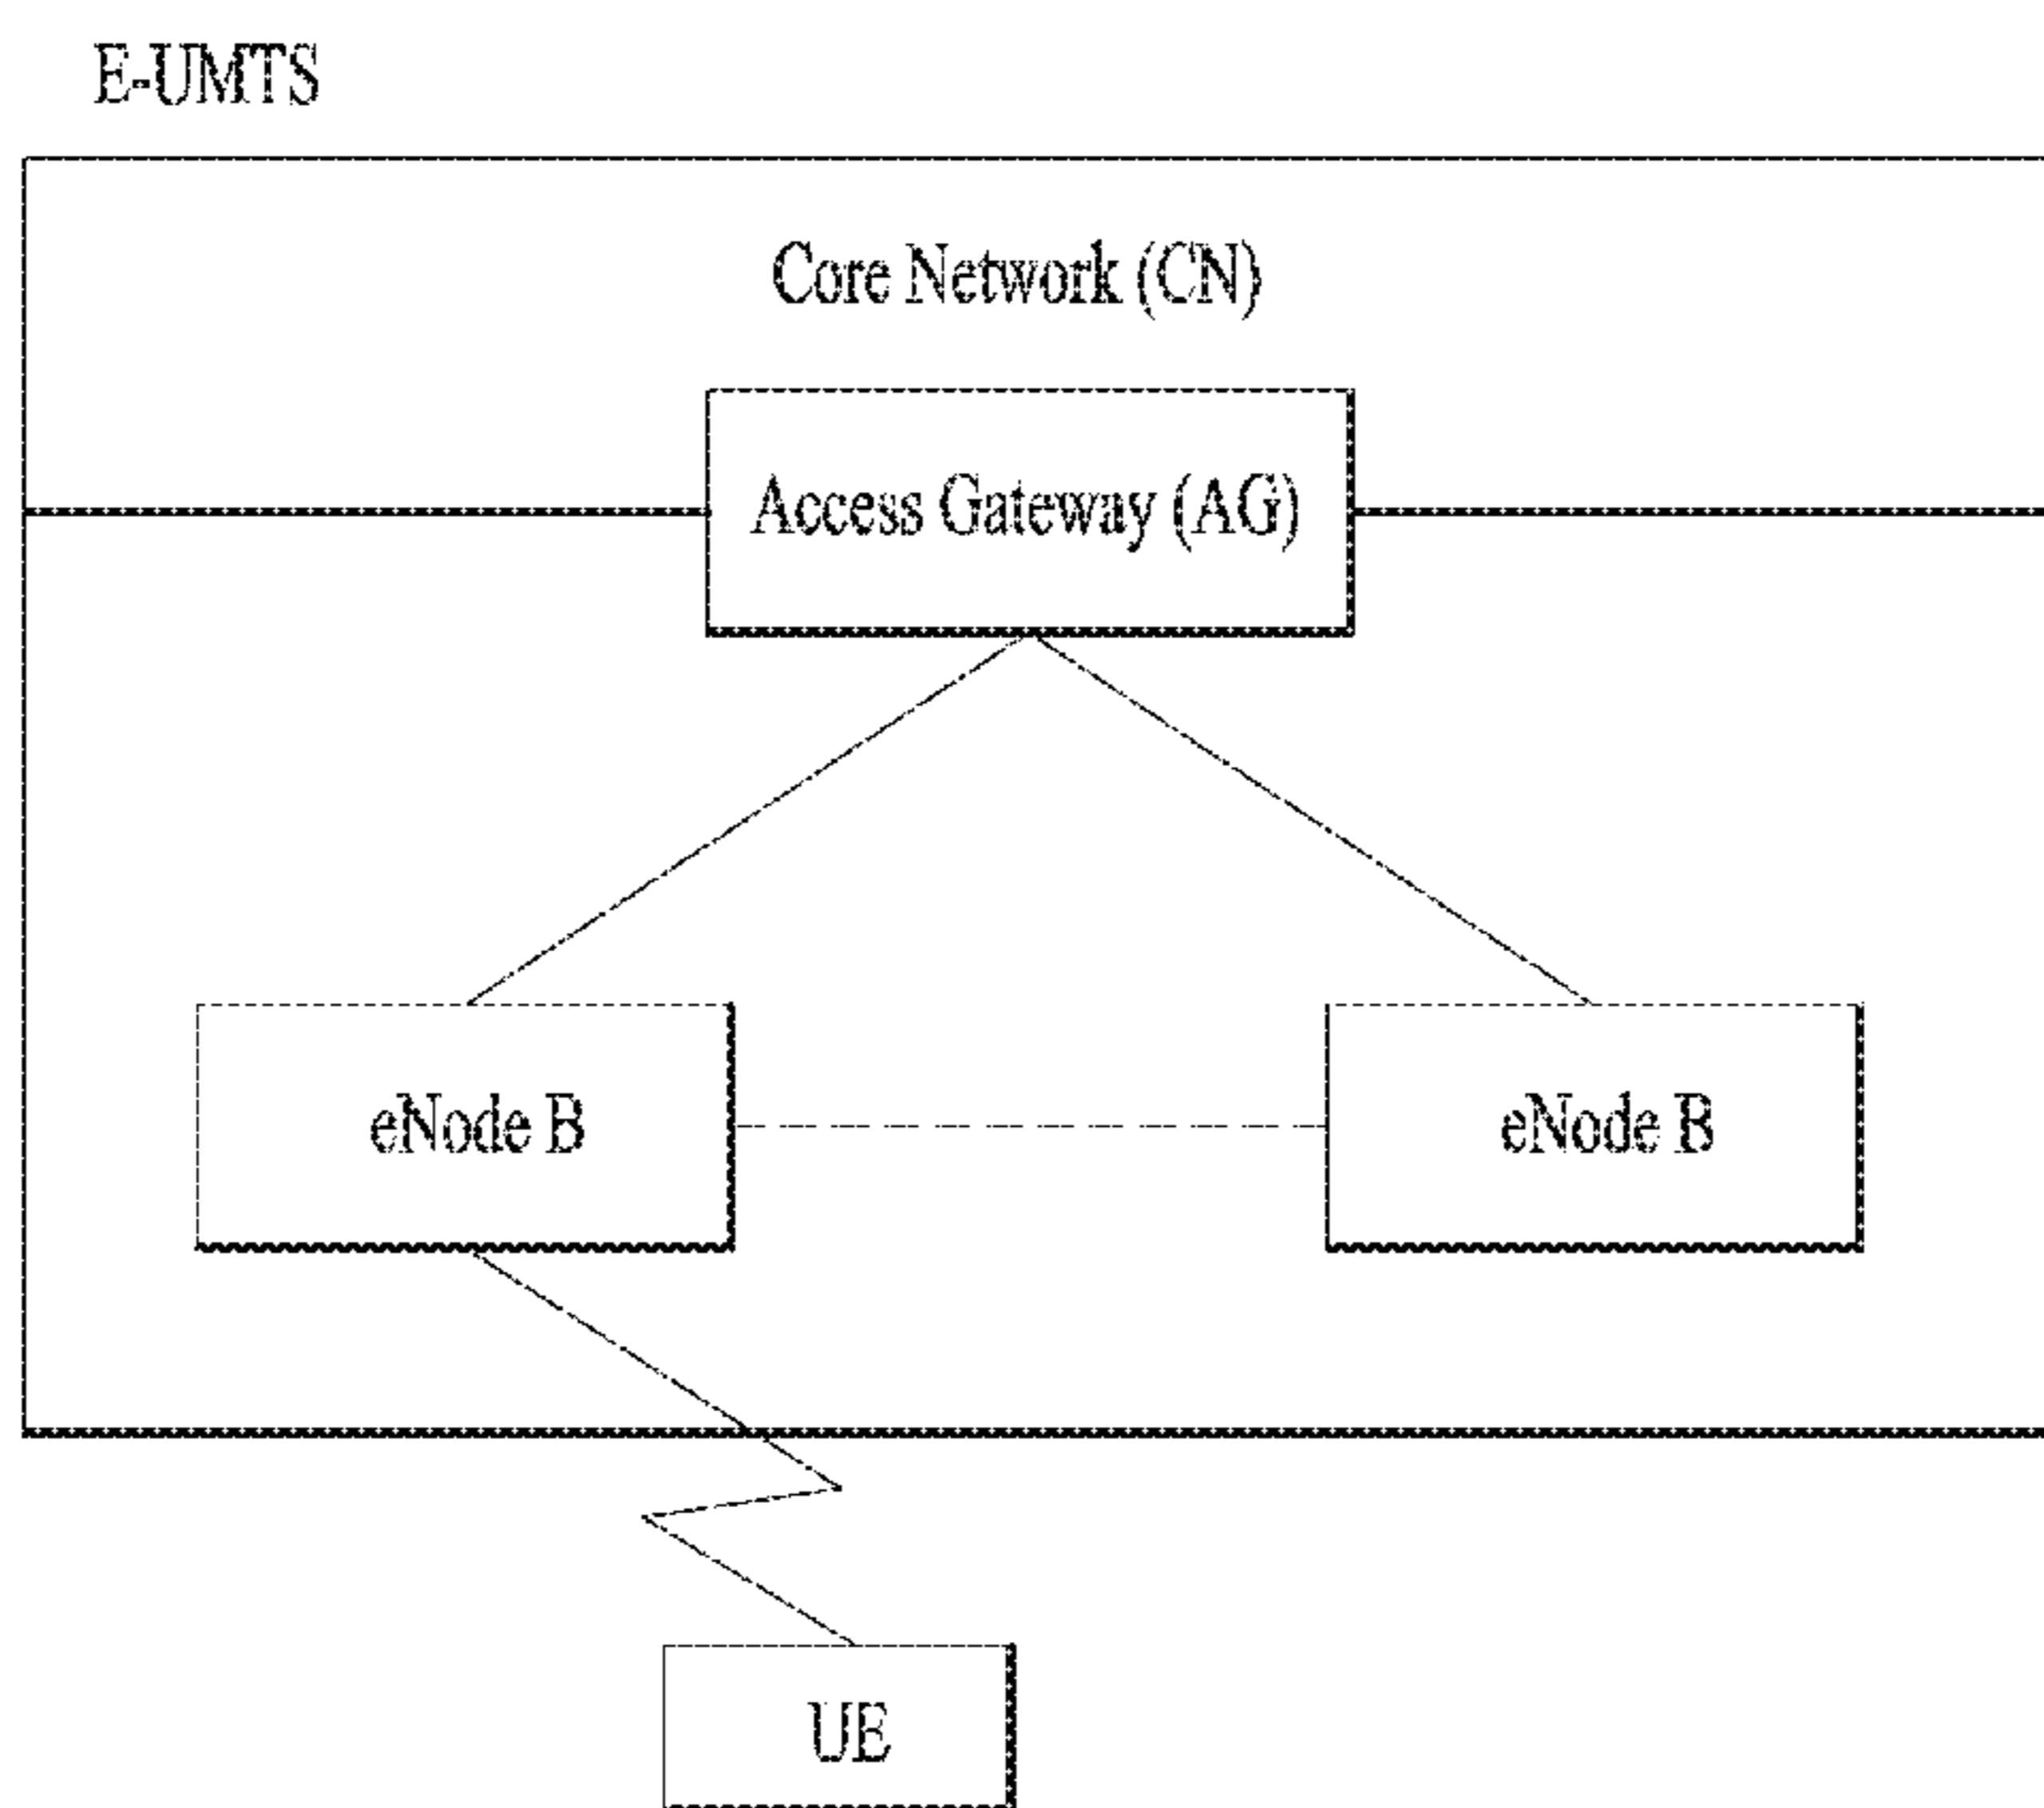 E-UMTS
Core Network (CN)
Access Gateway (AG)
eNode B
eNode B
UE